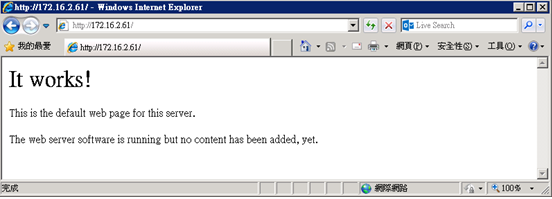 http://172.16.2.61/ - Windows Internet Explorer
http://172.16.2.61/
Live Search
我的最愛
http://172.16.2.61/
網頁(P)
安全性(S)
工具(O)
It works!
This is the default web page for this server.
The web server software is running but no content has been added, yet.
完成
網際網路
100%